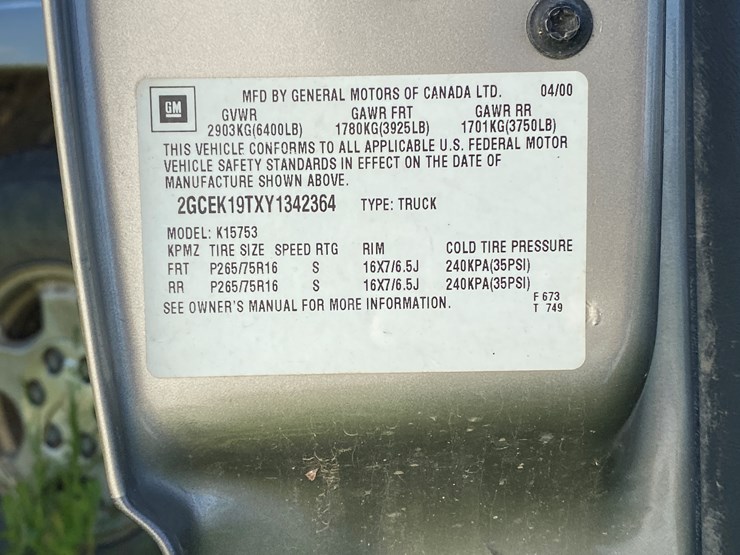 GM
MFD BY GENERAL MOTORS OF CANADA LTD. 04/00
GVWR GAWR FRT GAWR RR
2903KG(6400LB) 1780KG(3925LB) 1701KG(3750LB)
THIS VEHICLE CONFORMS TO ALL APPLICABLE U.S. FEDERAL MOTOR
VEHICLE SAFETY STANDARDS IN EFFECT ON THE DATE OF
MANUFACTURE SHOWN ABOVE.
2GCEK19TXY1342364 TYPE: TRUCK
MODEL: K15753
KPMZ TIRE SIZE SPEED RTG RIM COLD TIRE PRESSURE
FRT P265/75R16 S 16X7/6.5J 240KPA(35PSI)
RR P265/75R16 S 16X7/6.5J 240KPA(35PSI)
SEE OWNER'S MANUAL FOR MORE INFORMATION. F 673
T 749